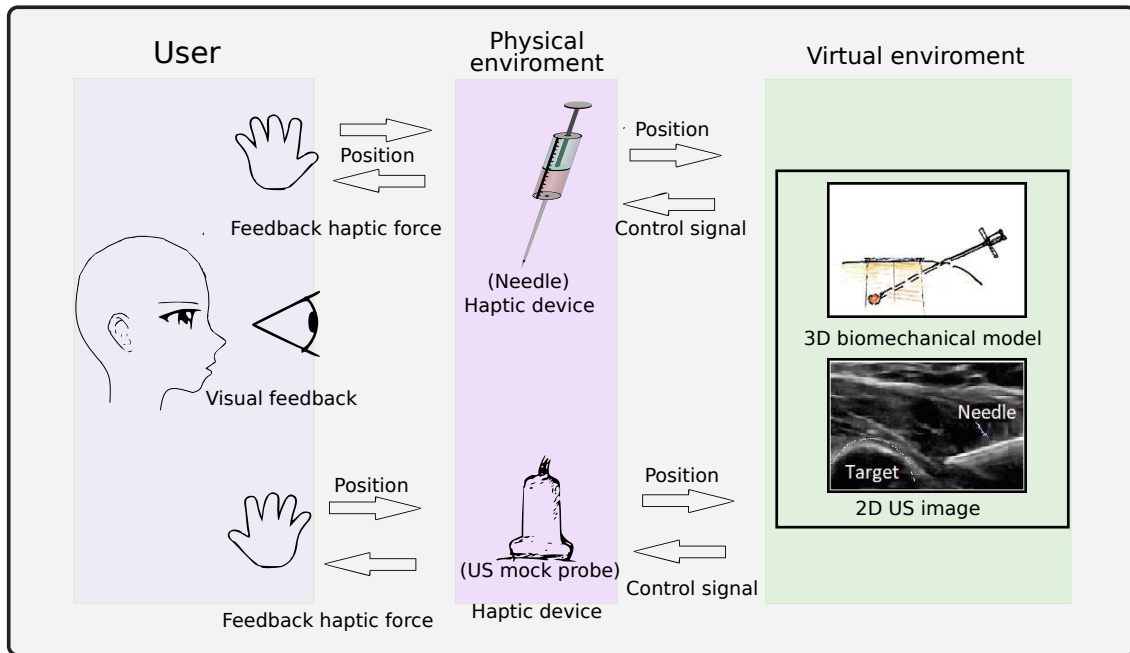 User
Physical
enviroment
Virtual enviroment
Position
Feedback haptic force
Position
Control signal
(Needle)
Haptic device
3D biomechanical model
Visual feedback
Needle
Target
2D US image
Position
Feedback haptic force
(US mock probe)
Haptic device
Position
Control signal